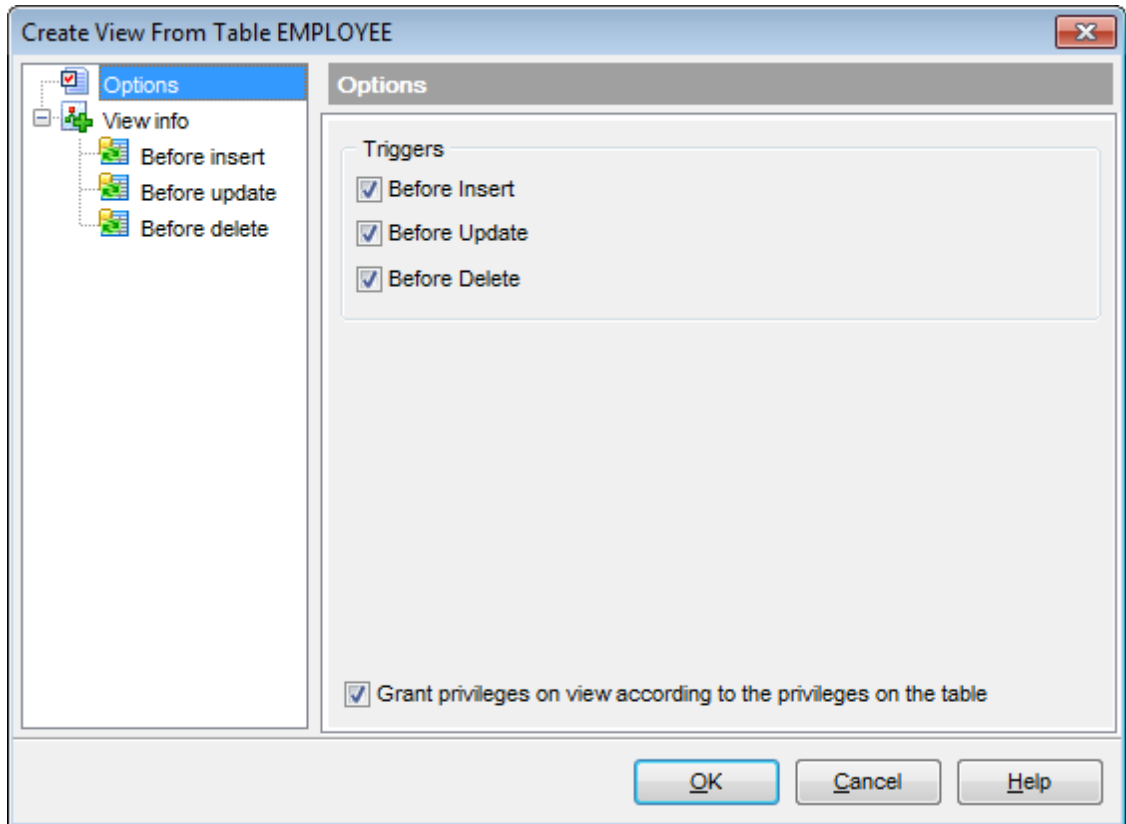 Create View From Table EMPLOYEE
Options
View info
Before insert
Before update
Before delete
Options
Triggers
Before Insert
Before Update
Before Delete
Grant privileges on view according to the privileges on the table
OK
Cancel
Help